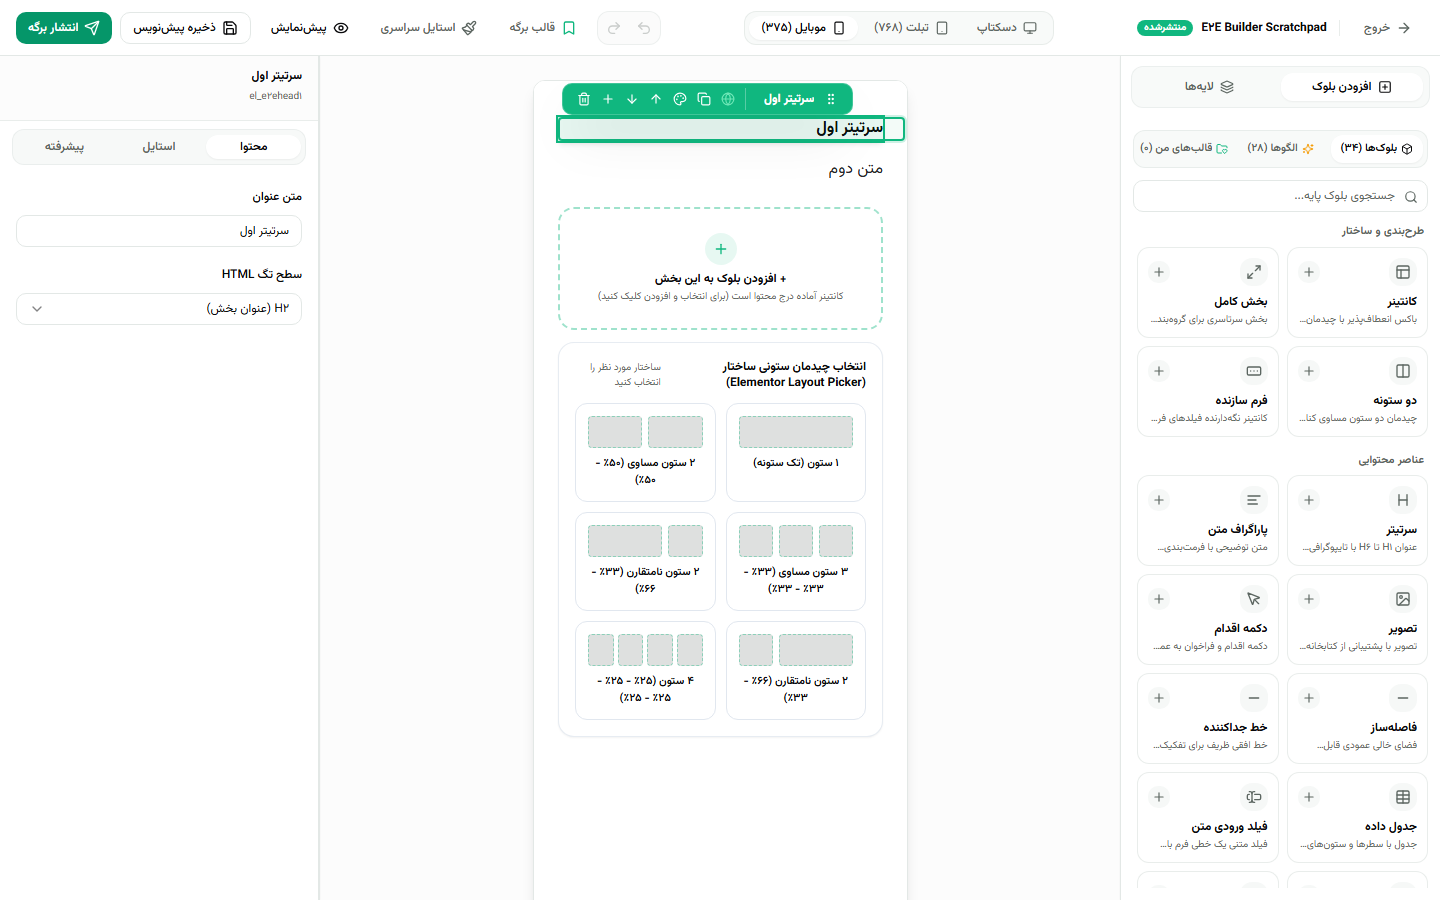 خروج
E2E Builder Scratchpad
منتشرشده
دسکتاپ
تبلت (۷۶۸)
موبایل (۳۷۵)
قالب برگه
استایل سراسری
پیش‌نمایش
ذخیره پیش‌نویس
انتشار برگه
افزودن بلوک
لایه‌ها
بلوک‌ها (۳۴)
الگوها (۲۸)
قالب‌های من (۰)
جستجوی بلوک پایه...
طرح‌بندی و ساختار
کانتینر
باکس انعطاف‌پذیر با چیدمان...
بخش کامل
بخش سرتاسری برای گروه‌بند...
دو ستونه
چیدمان دو ستون مساوی کنا...
فرم سازنده
کانتینر نگه‌دارنده فیلدهای فر...
عناصر محتوایی
سرتیتر
عنوان H۱ تا H۶ با تایپوگرافی...
پاراگراف متن
متن توضیحی با فرمت‌بندی...
تصویر
تصویر با پشتیبانی از کتابخانه...
دکمه اقدام
دکمه اقدام و فراخوان به عمـ...
فاصله‌ساز
فضای خالی عمودی قابل...
خط جداکننده
خط افقی ظریف برای تفکیک...
جدول داده
جدول با سطرها و ستون‌های...
فیلد ورودی متن
فیلد متنی یک خطی فرم با...
سرتیتر اول
سرتیتر اول
متن دوم
+ افزودن بلوک به این بخش
کانتینر آماده درج محتوا است (برای انتخاب و افزودن کلیک کنید)
انتخاب چیدمان ستونی ساختار
(Elementor Layout Picker)
ساختار مورد نظر را
انتخاب کنید
۱ ستون (تک ستونه)
۲ ستون مساوی (۵۰٪ -
۵۰٪)
۳ ستون مساوی (۳۳٪ -
۳۳٪ - ۳۳٪)
۲ ستون نامتقارن (۳۳٪ -
۶۶٪)
۲ ستون نامتقارن (۶۶٪ -
۳۳٪)
۴ ستون (۲۵٪ - ۲۵٪ -
۲۵٪ - ۲۵٪)
سرتیتر اول
el_e۲ehead۱
محتوا
استایل
پیشرفته
متن عنوان
سرتیتر اول
سطح تگ HTML
H۲ (عنوان بخش)